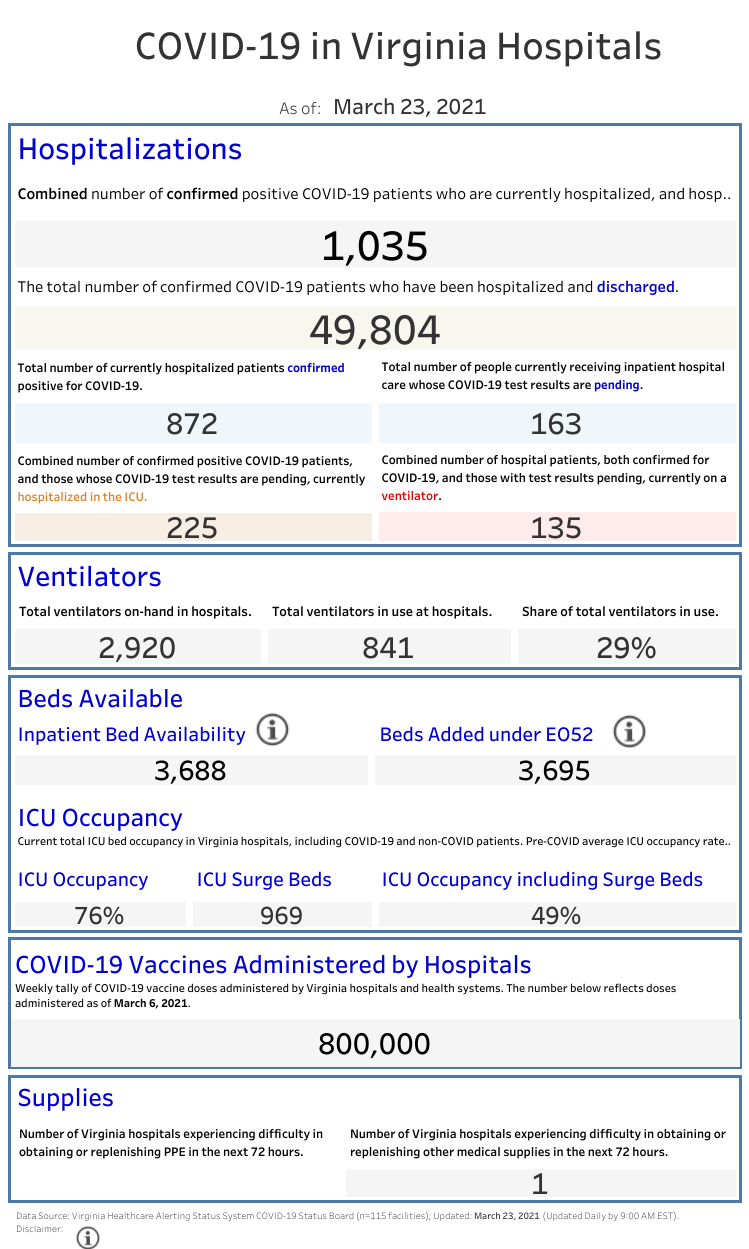 COVID-19 in Virginia Hospitals
As of: March 23, 2021
Hospitalizations
Combined number of confirmed positive COVID-19 patients who are currently hospitalized, and hosp..
1,035
The total number of confirmed COVID-19 patients who have been hospitalized and discharged.
49,804
Total number of currently hospitalized patients confirmed
positive for COVID-19.
872
Total number of people currently receiving inpatient hospital
care whose COVID-19 test results are pending.
163
Combined number of confirmed positive COVID-19 patients,
and those whose COVID-19 test results are pending, currently
hospitalized in the ICU.
225
Combined number of hospital patients, both confirmed for
COVID-19, and those with test results pending, currently on a
ventilator.
135
Ventilators
Total ventilators on-hand in hospitals.
2,920
Total ventilators in use at hospitals.
841
Share of total ventilators in use.
29%
Beds Available
Inpatient Bed Availability
3,688
Beds Added under EO52
3,695
ICU Occupancy
Current total ICU bed occupancy in Virginia hospitals, including COVID-19 and non-COVID patients. Pre-COVID average ICU occupancy rate..
ICU Occupancy
76%
ICU Surge Beds
969
ICU Occupancy including Surge Beds
49%
COVID-19 Vaccines Administered by Hospitals
Weekly tally of COVID-19 vaccine doses administered by Virginia hospitals and health systems. The number below reflects doses
administered as of March 6, 2021.
800,000
Supplies
Number of Virginia hospitals experiencing difficulty in
obtaining or replenishing PPE in the next 72 hours.
Number of Virginia hospitals experiencing difficulty in obtaining or
replenishing other medical supplies in the next 72 hours.
1
Data Source: Virginia Healthcare Alerting Status System COVID-19 Status Board (n=115 facilities); Updated: March 23, 2021 (Updated Daily by 9:00 AM EST).
Disclaimer: